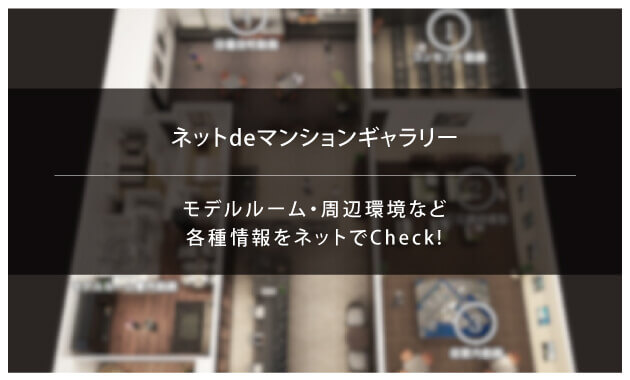 ネットdeマンションギャラリー
モデルルーム・周辺環境など
各種情報をネットでCheck!